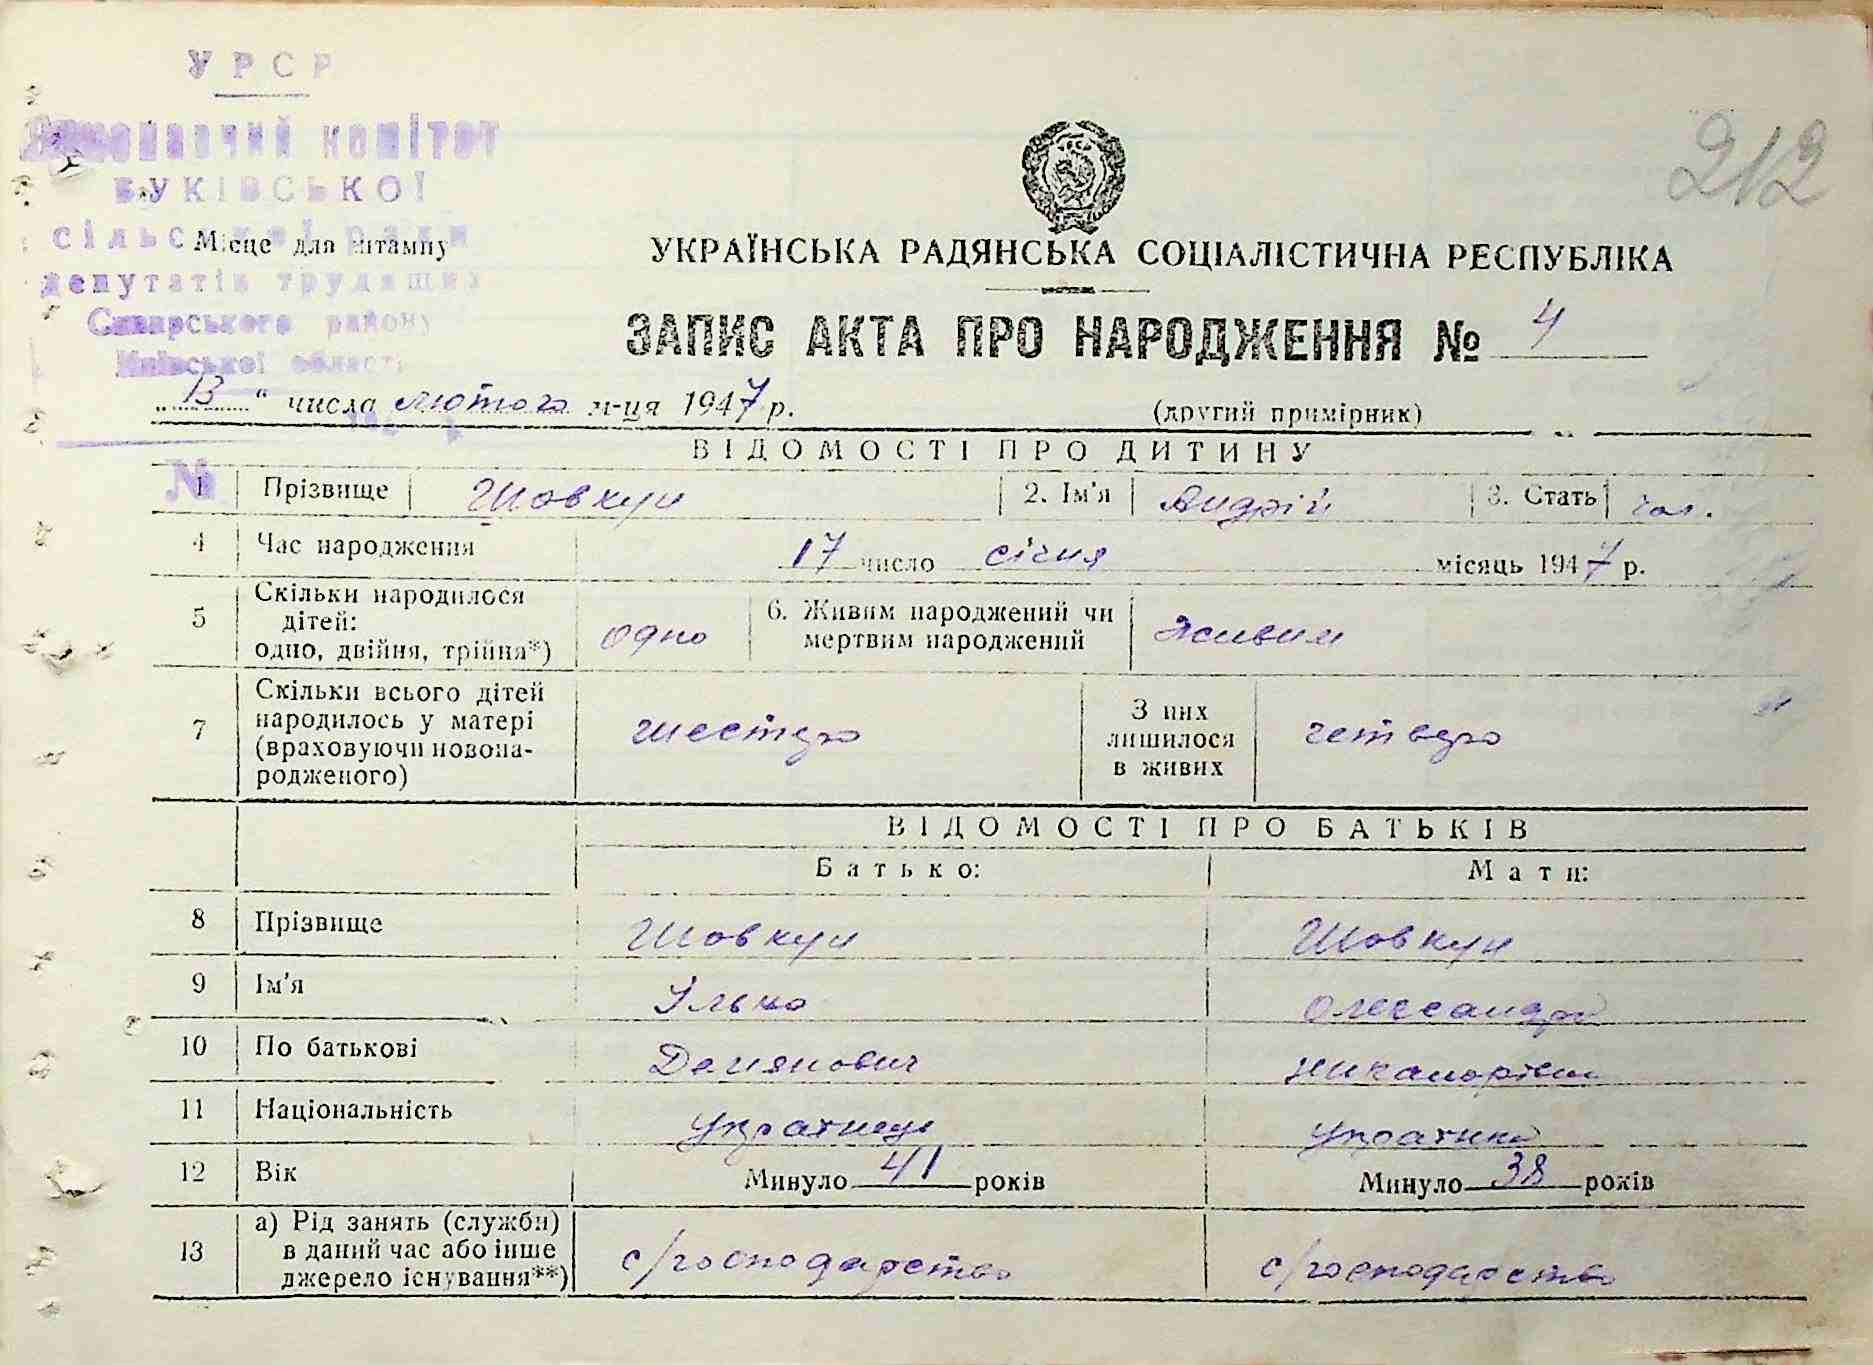 УРСР
Виконавчий комітет
БУКІВСЬКОЇ
сільської ради
депутатів трудящих
Сквирського району
Київської області
Місце для штампу
№
212
УКРАЇНСЬКА РАДЯНСЬКА СОЦІАЛІСТИЧНА РЕСПУБЛІКА
ЗАПИС АКТА ПРО НАРОДЖЕННЯ № 4
„13" числа лютого м-ця 1947 р. (другий примірник)
ВІДОМОСТІ ПРО ДИТИНУ
1 Прізвище Шовкун 2. Ім'я Андрій 3. Стать чол.
4 Час народження 17 число січня місяць 1947 р.
5 Скільки народилося дітей: одно, двійня, трійня*) одно 6. Живим народжений чи мертвим народжений живим
7 Скільки всього дітей народилось у матері (враховуючи новонародженого) шестеро З них лишилося в живих четверо
ВІДОМОСТІ ПРО БАТЬКІВ
Батько: Мати:
8 Прізвище Шовкун Шовкун
9 Ім'я Ілько Олександра
10 По батькові Демянович Никанорівна
11 Національність Українець Українка
12 Вік Минуло 41 років Минуло 38 років
13 а) Рід занять (служби) в даний час або інше джерело існування**) с/господарство с/господарство